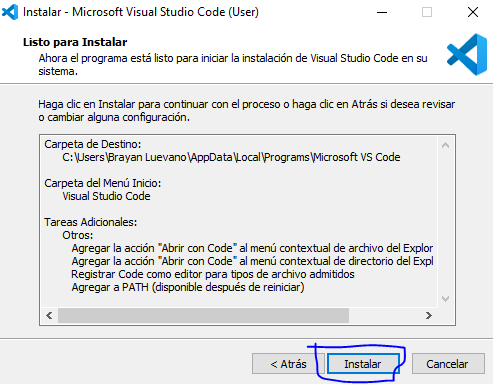 Instalar - Microsoft Visual Studio Code (User)
Listo para Instalar
Ahora el programa está listo para iniciar la instalación de Visual Studio Code en su
sistema.
Haga clic en Instalar para continuar con el proceso o haga clic en Atrás si desea revisar
o cambiar alguna configuración.
Carpeta de Destino:
C:\Users\Brayan Luevano\AppData\Local\Programs\Microsoft VS Code
Carpeta del Menú Inicio:
Visual Studio Code
Tareas Adicionales:
Otros:
Agregar la acción "Abrir con Code" al menú contextual de archivo del Explor
Agregar la acción "Abrir con Code" al menú contextual de directorio del Expl
Registrar Code como editor para tipos de archivo admitidos
Agregar a PATH (disponible después de reiniciar)
< Atrás Instalar Cancelar